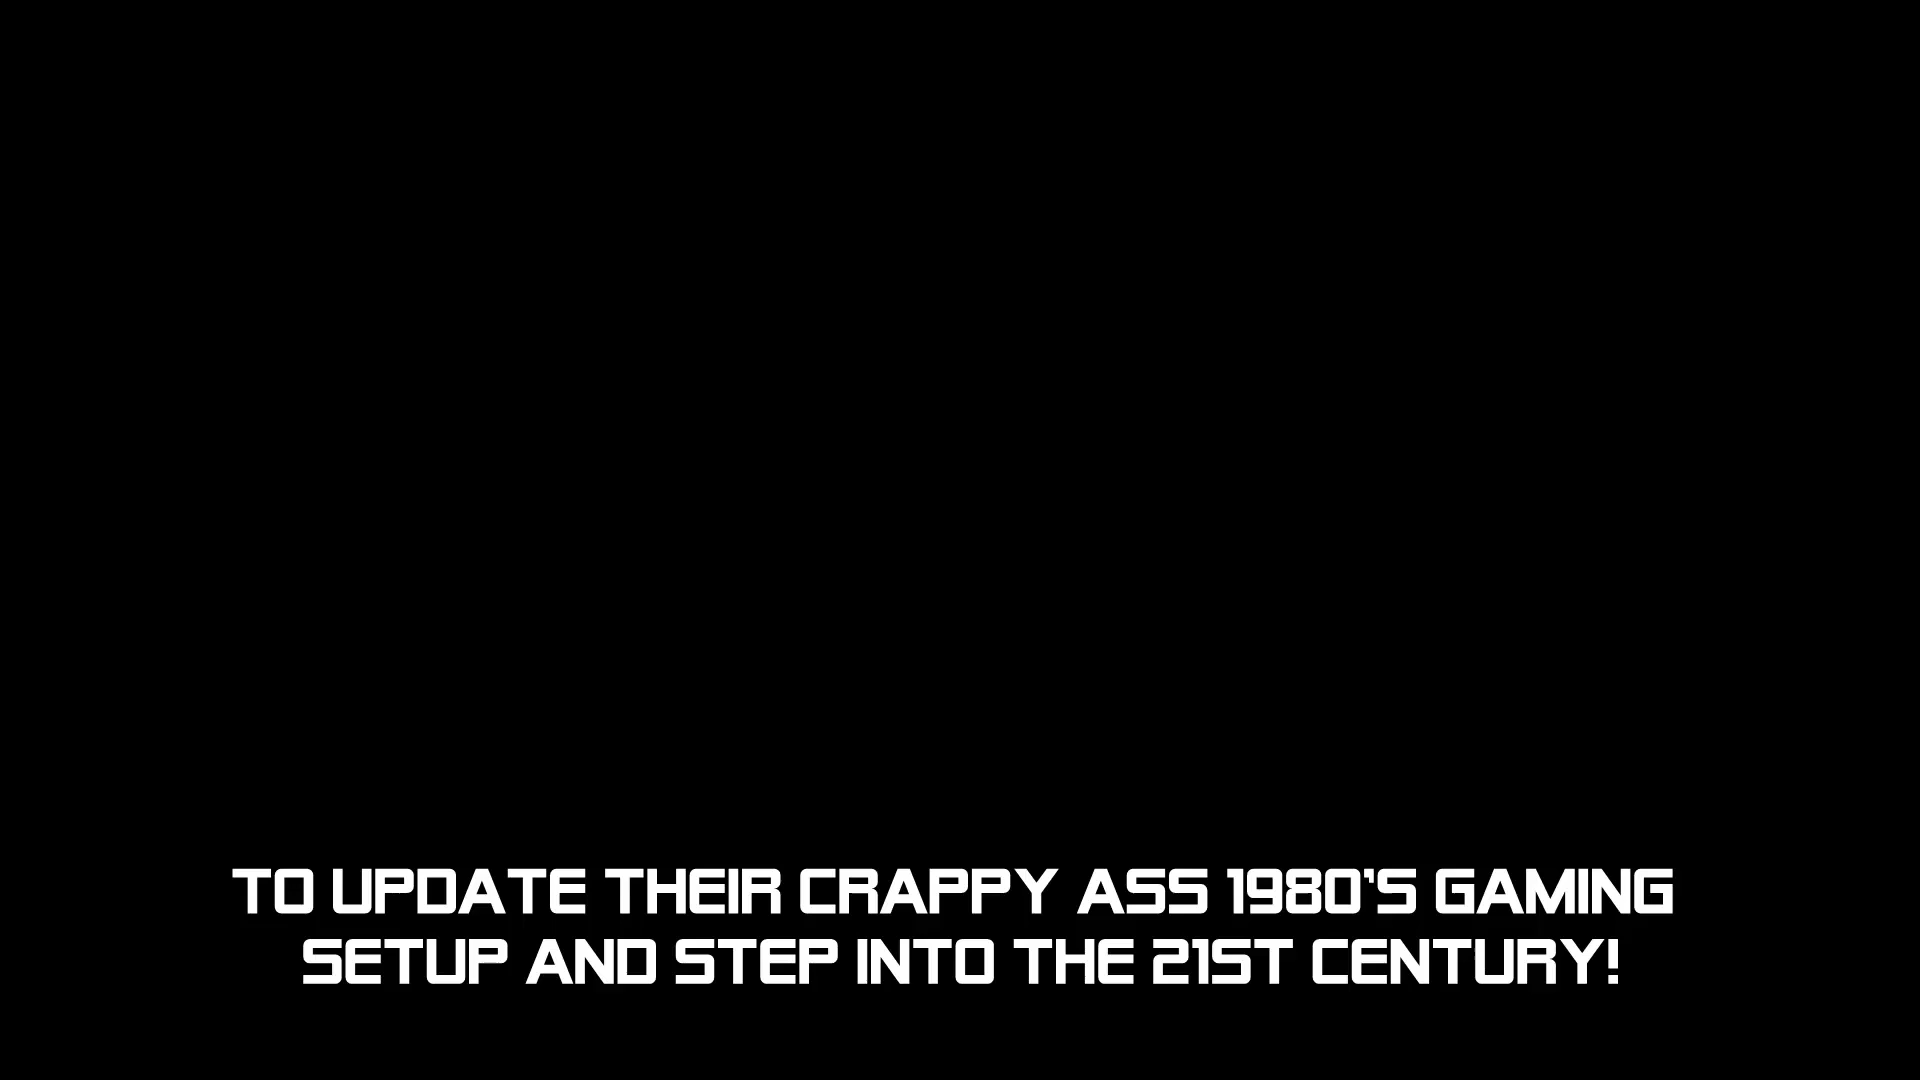 TO UPDATE THEIR CRAPPY ASS 1980'S GAMING
SETUP AND STEP INTO THE 21ST CENTURY!